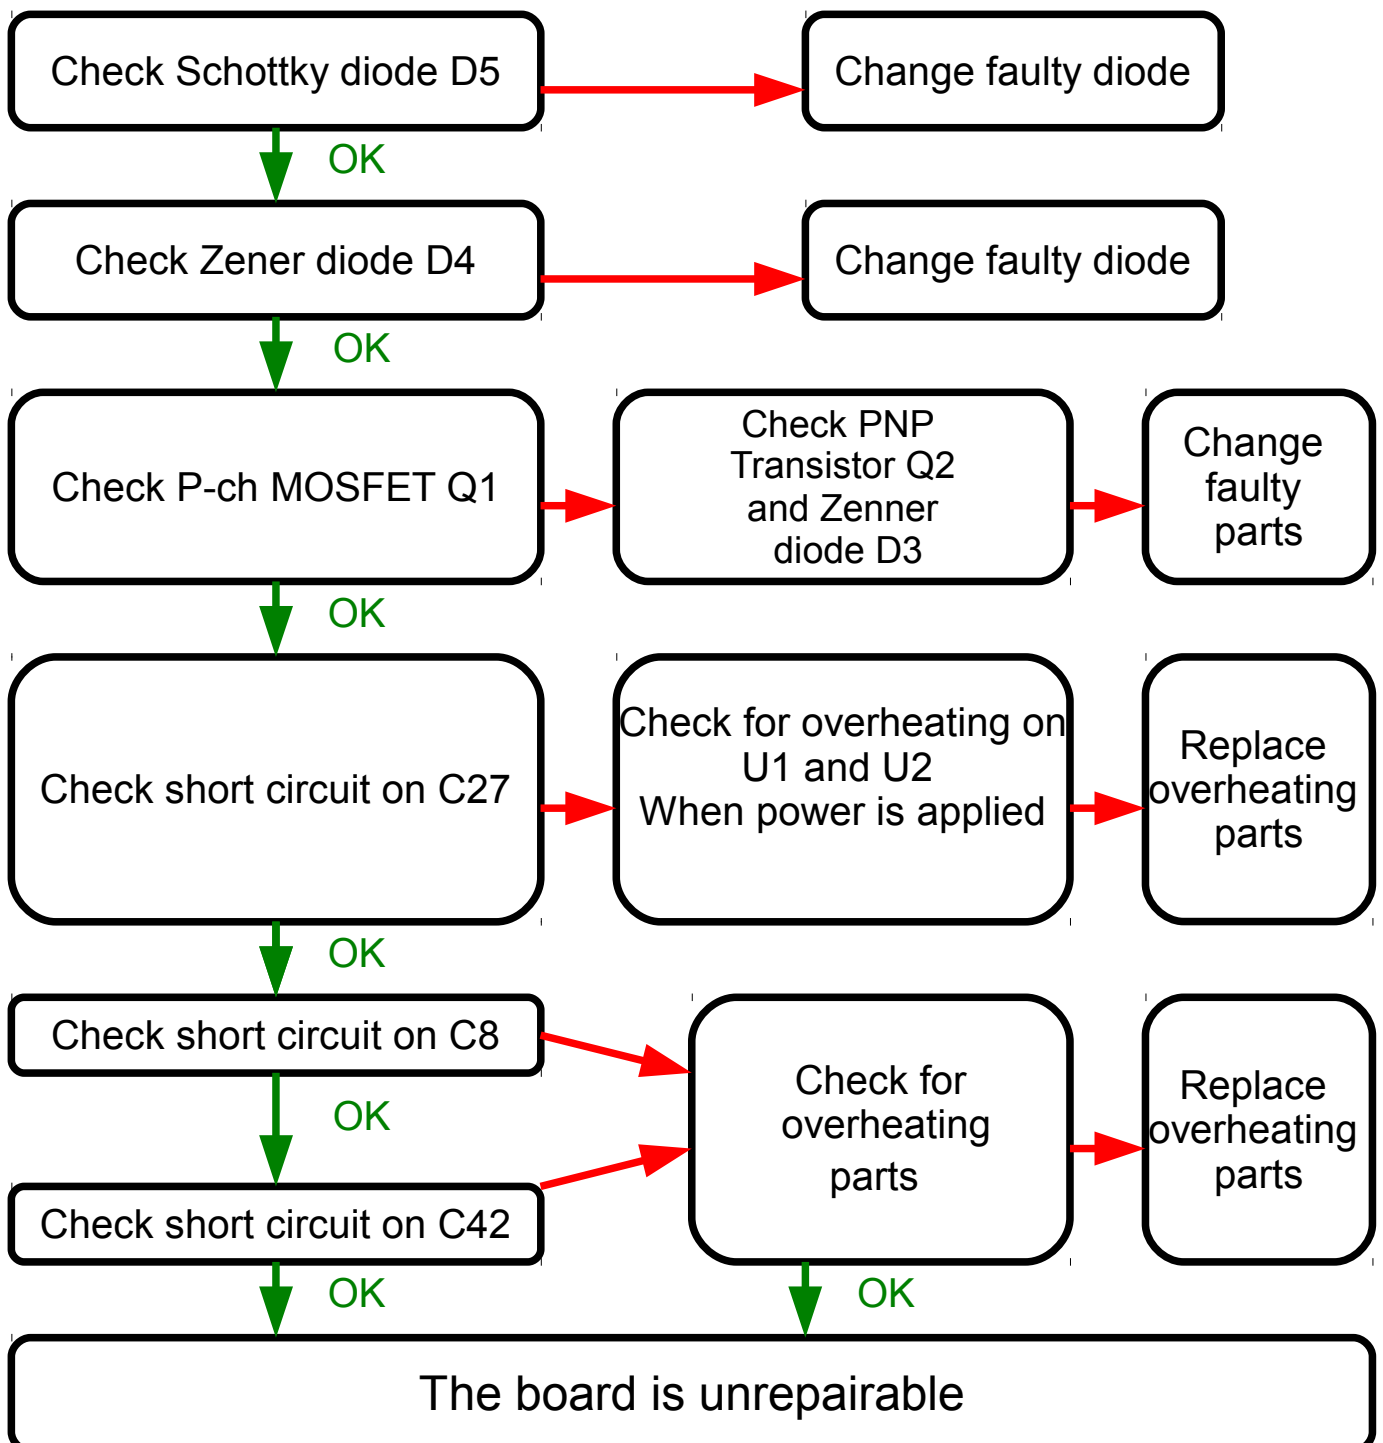 Check Schottky diode D5
Change faulty diode
OK
Check Zener diode D4
Change faulty diode
OK
Check P-ch MOSFET Q1
Check PNP
Transistor Q2
and Zenner
diode D3
Change
faulty
parts
OK
Check short circuit on C27
Check for overheating on
U1 and U2
When power is applied
Replace
overheating
parts
OK
Check short circuit on C8
OK
Check short circuit on C42
Check for
overheating
parts
Replace
overheating
parts
OK
OK
The board is unrepairable